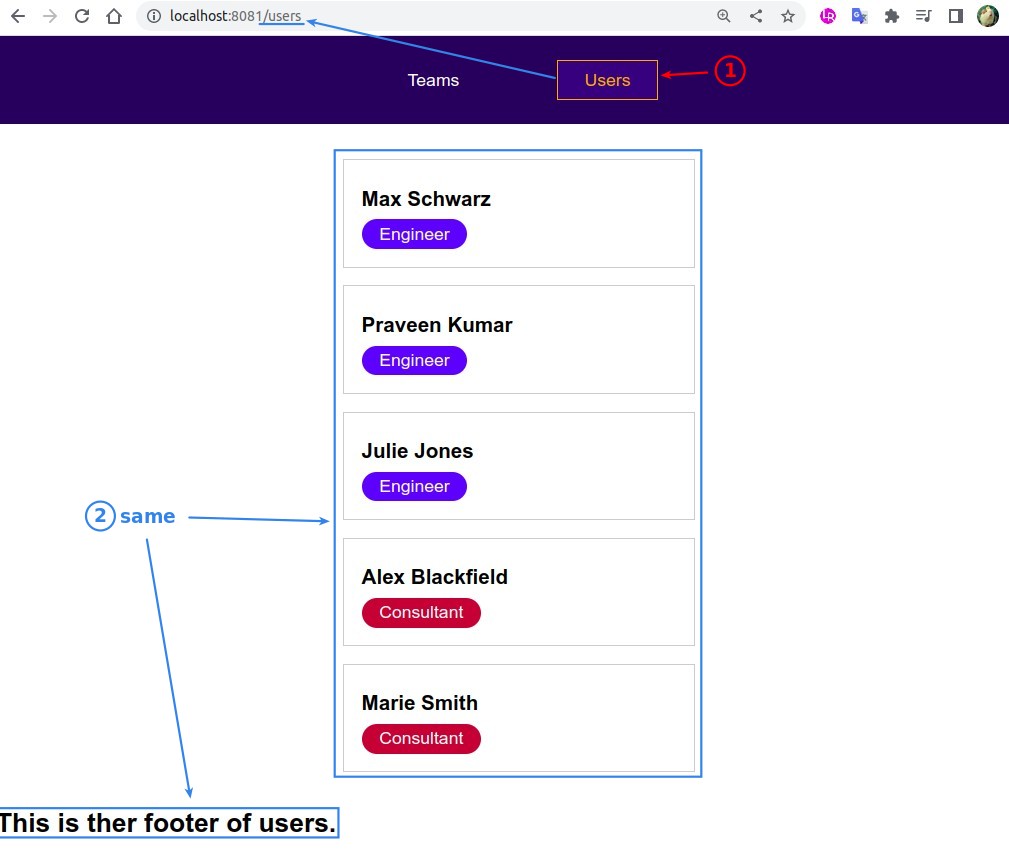 localhost:8081/users
Teams
Users
1
Max Schwarz
Engineer
Praveen Kumar
Engineer
Julie Jones
Engineer
2 same
Alex Blackfield
Consultant
Marie Smith
Consultant
This is ther footer of users.